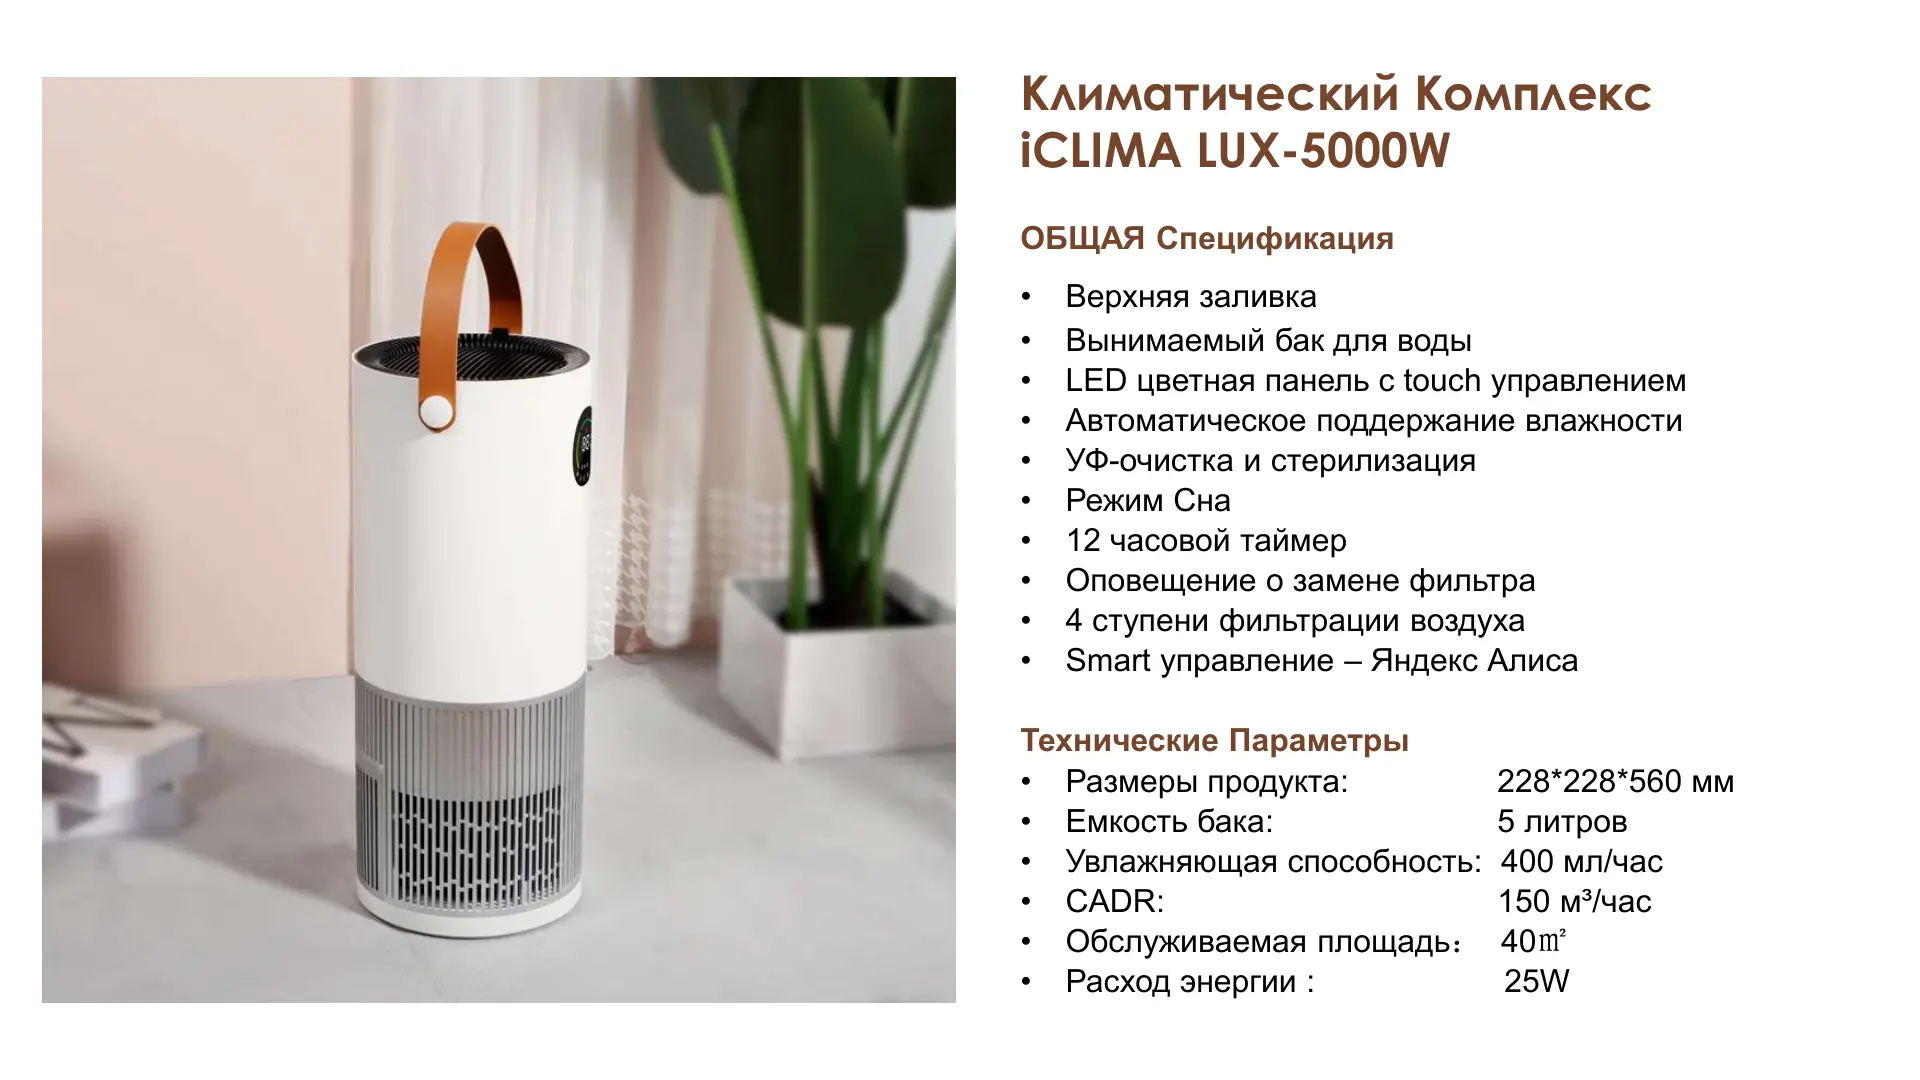 Климатический Комплекс
iCLIMA LUX-5000W
ОБЩАЯ Спецификация
• Верхняя заливка
• Вынимаемый бак для воды
• LED цветная панель с touch управлением
• Автоматическое поддержание влажности
• УФ-очистка и стерилизация
• Режим Сна
• 12 часовой таймер
• Оповещение о замене фильтра
• 4 ступени фильтрации воздуха
• Smart управление – Яндекс Алиса
Технические Параметры
• Размеры продукта: 228*228*560 мм
• Емкость бака: 5 литров
• Увлажняющая способность: 400 мл/час
• CADR: 150 м³/час
• Обслуживаемая площадь： 40㎡
• Расход энергии : 25W